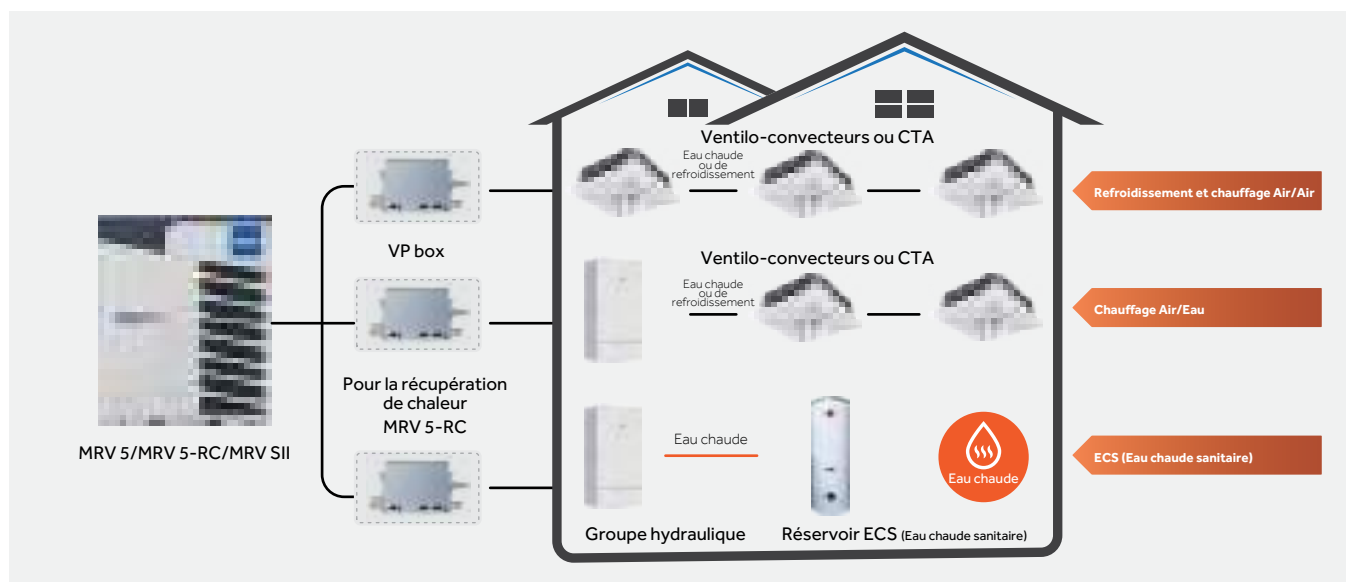 Ventilo-convecteurs ou CTA
Eau chaude
ou de
refroidissement
Refroidissement et chauffage Air/Air
VP box
Ventilo-convecteurs ou CTA
Eau chaude
ou de
refroidissement
Chauffage Air/Eau
Pour la récupération
de chaleur
MRV 5-RC
MRV 5/MRV 5-RC/MRV SII
Eau chaude
Eau chaude
ECS (Eau chaude sanitaire)
Groupe hydraulique
Réservoir ECS (Eau chaude sanitaire)